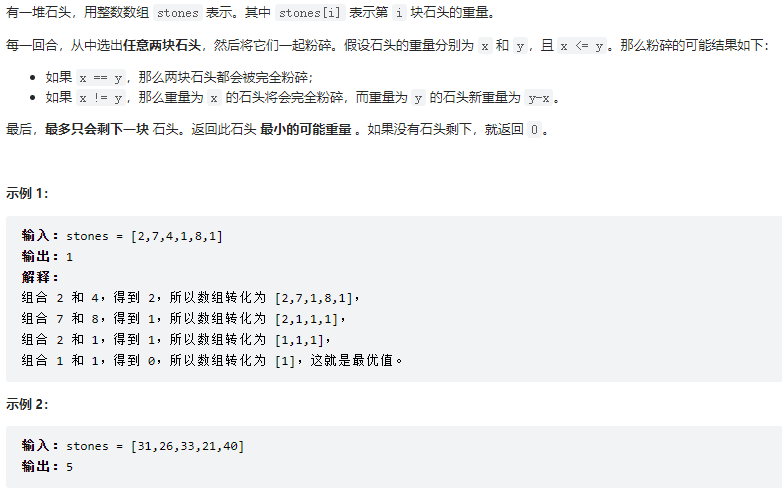 有一堆石头，用整数数组 stones 表示。其中 stones[i] 表示第 i 块石头的重量。
每一回合，从中选出任意两块石头，然后将它们一起粉碎。假设石头的重量分别为 x 和 y，且 x <= y。那么粉碎的可能结果如下：
• 如果 x == y，那么两块石头都会被完全粉碎；
• 如果 x != y，那么重量为 x 的石头将会完全粉碎，而重量为 y 的石头新重量为 y-x。
最后，最多只会剩下一块 石头。返回此石头 最小的可能重量 。如果没有石头剩下，就返回 0。
示例 1：
输入：stones = [2,7,4,1,8,1]
输出：1
解释：
组合 2 和 4，得到 2，所以数组转化为 [2,7,1,8,1]，
组合 7 和 8，得到 1，所以数组转化为 [2,1,1,1]，
组合 2 和 1，得到 1，所以数组转化为 [1,1,1]，
组合 1 和 1，得到 0，所以数组转化为 [1]，这就是最优值。
示例 2：
输入：stones = [31,26,33,21,40]
输出：5